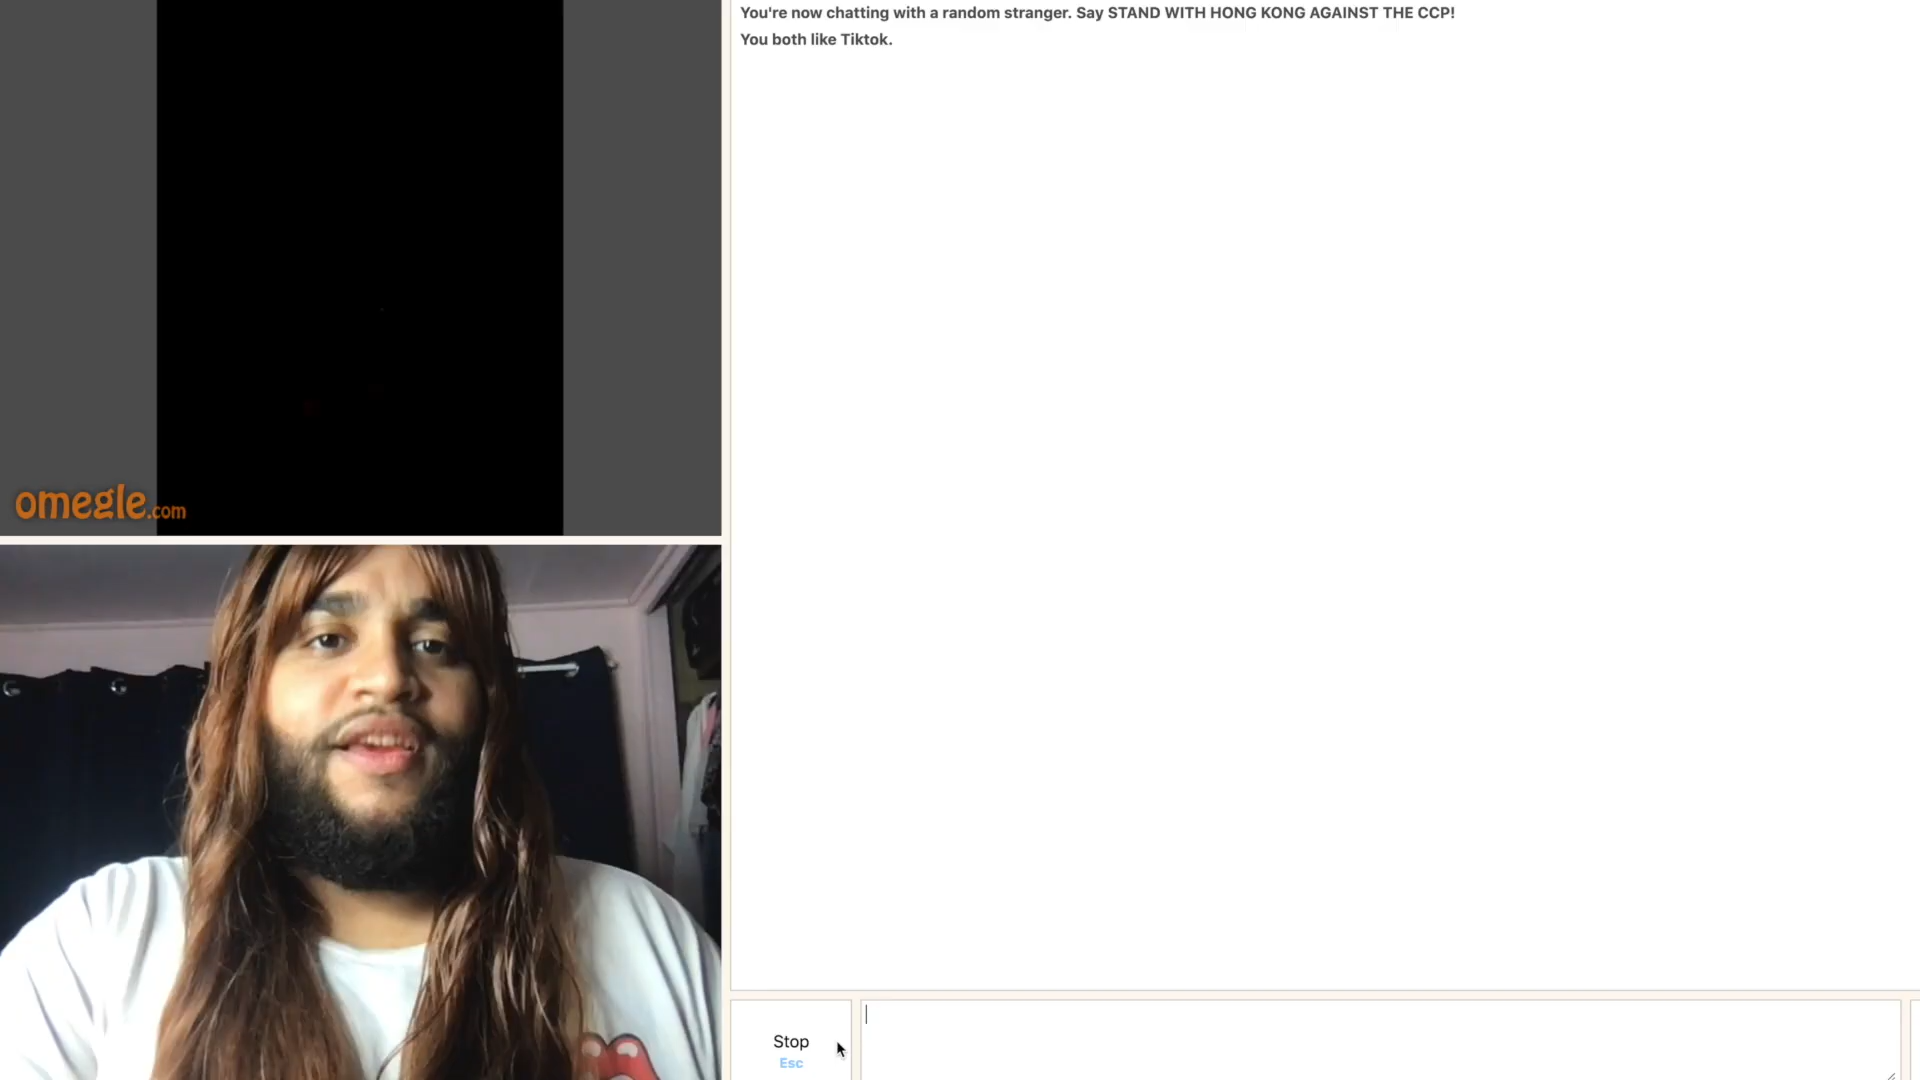 You're now chatting with a random stranger. Say STAND WITH HONG KONG AGAINST THE CCP!
You both like Tiktok.
omegle.com
Stop
Esc